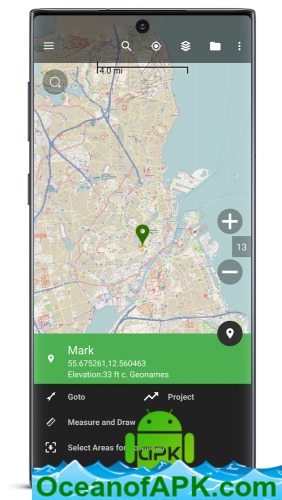 4.0 mi
13
Mark
55.675261,12.560463
Elevation:33 ft c. Geonames
Goto
Project
Measure and Draw
Select Areas for
APK
OceanofAPK.com